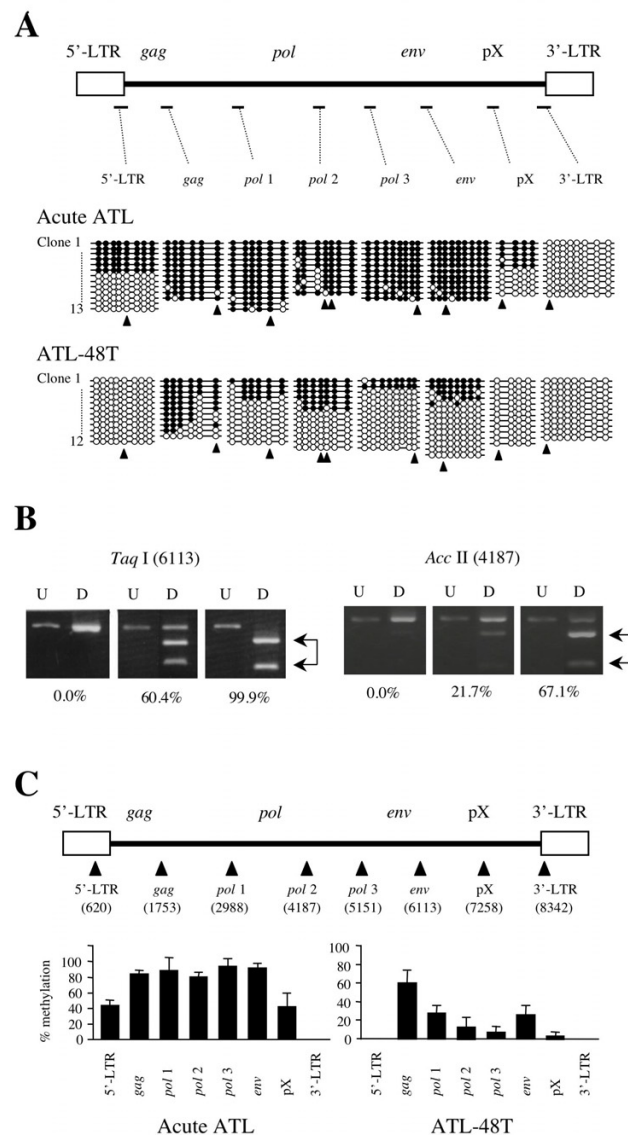 A
5’-LTR gag pol env pX 3’-LTR
5’-LTR gag pol 1 pol 2 pol 3 env pX 3’-LTR
Acute ATL
Clone 1
13
ATL-48T
Clone 1
12
B
Taq I (6113) Acc II (4187)
U D U D U D U D U D U D
0.0% 60.4% 99.9% 0.0% 21.7% 67.1%
C
5’-LTR gag pol env pX 3’-LTR
5’-LTR gag pol 1 pol 2 pol 3 env pX 3’-LTR
(620) (1753) (2988) (4187) (5151) (6113) (7258) (8342)
% methylation
100
80
60
40
20
0
5’-LTR gag pol 1 pol 2 pol 3 env pX 3’-LTR
Acute ATL
100
80
60
40
20
0
5’-LTR gag pol 1 pol 2 pol 3 env pX 3’-LTR
ATL-48T